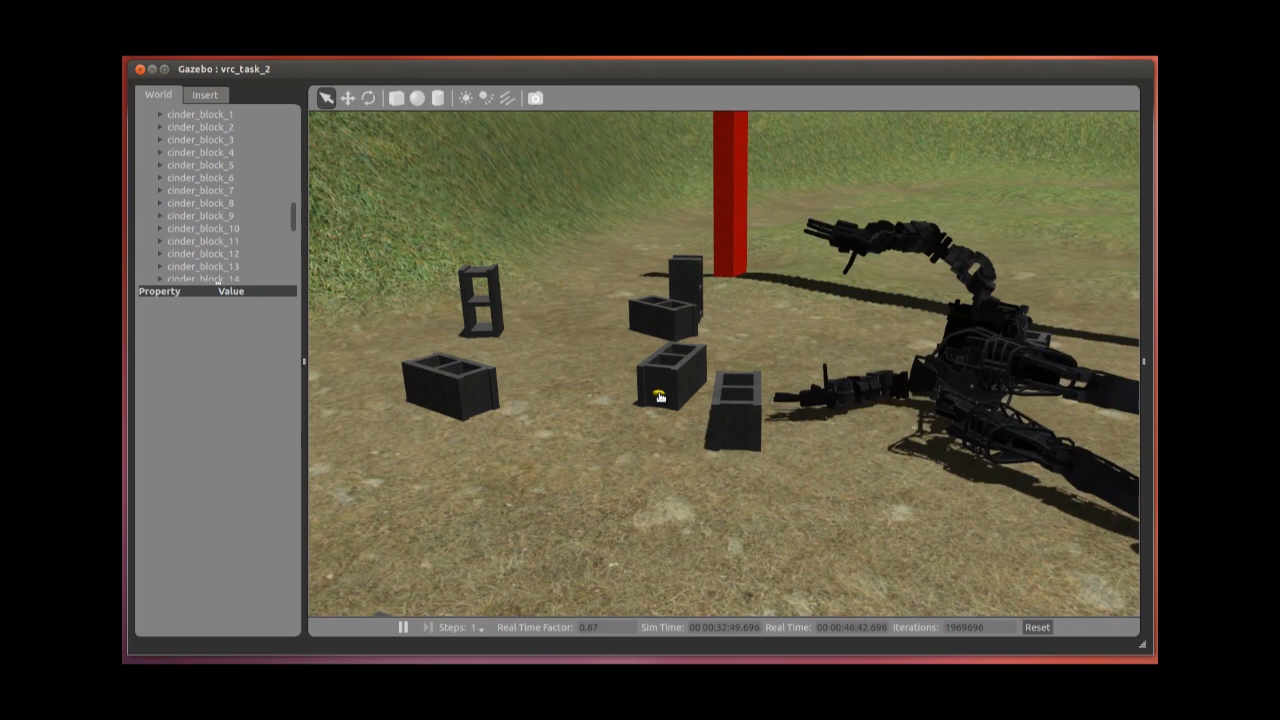 Gazebo : vrc_task_2
World Insert
cinder_block_1
cinder_block_2
cinder_block_3
cinder_block_4
cinder_block_5
cinder_block_6
cinder_block_7
cinder_block_8
cinder_block_9
cinder_block_10
cinder_block_11
cinder_block_12
cinder_block_13
cinder_block_14
Property Value
Steps: 1 Real Time Factor: 0.67 Sim Time: 00 00:32:49.696 Real Time: 00 00:46:42.696 Iterations: 1969696 Reset